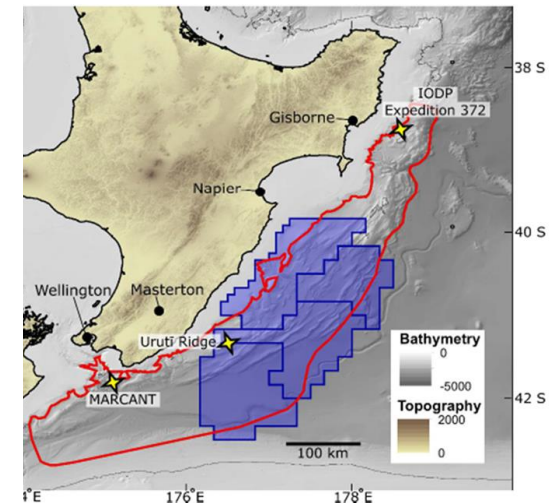 38 S
IODP
Expedition 372
Gisborne
Napier
40 S
Wellington
Masterton
Uruti Ridge
MARCANT
Bathymetry
0
-5000
Topography
2000
0
42 S
100 km
4°E
176°E
178°E